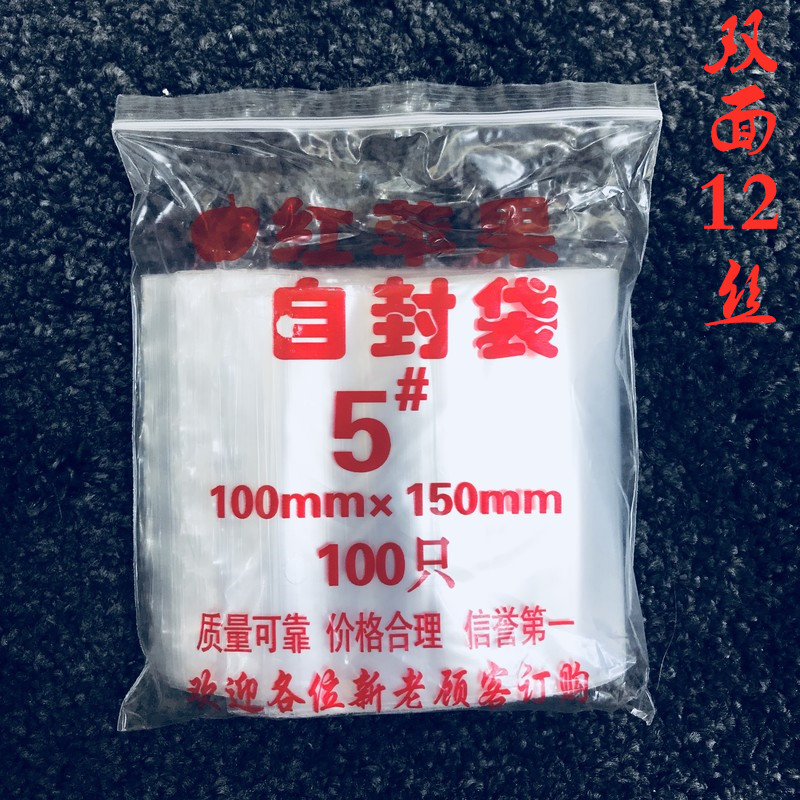 红苹果
自封袋
5#
100mm×150mm
100只
质量可靠 价格合理 信誉第一
欢迎各位新老顾客订购
双面12丝